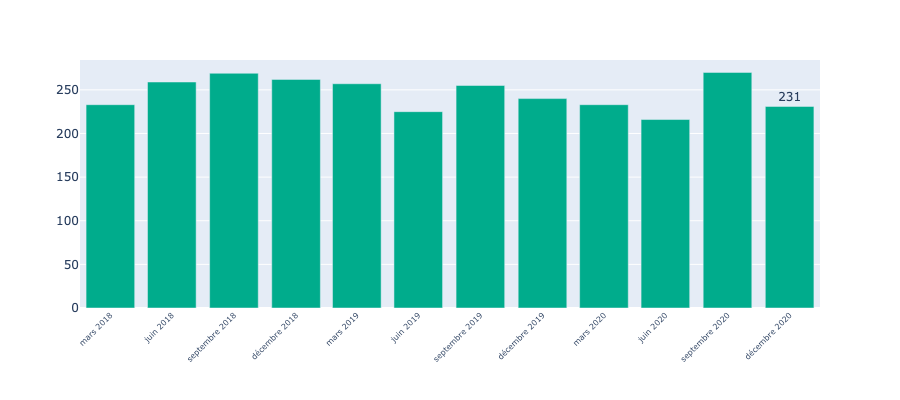 250
200
150
100
50
0
231
mars 2018
juin 2018
septembre 2018
décembre 2018
mars 2019
juin 2019
septembre 2019
décembre 2019
mars 2020
juin 2020
septembre 2020
décembre 2020